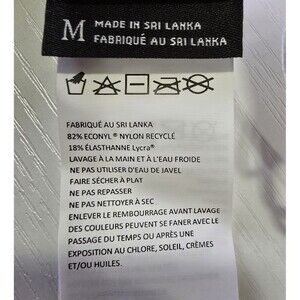 M MADE IN SRI LANKA
FABRIQUÉ AU SRI LANKA
FABRIQUÉ AU SRI LANKA
82% ECONYL® NYLON RECYCLÉ
18% ÉLASTHANNE Lycra®
LAVAGE À LA MAIN ET À L'EAU FROIDE
NE PAS UTILISER D'EAU DE JAVEL
FAIRE SÉCHER À PLAT
NE PAS REPASSER
NE PAS NETTOYER À SEC
ENLEVER LE REMBOURRAGE AVANT LAVAGE
DES COULEURS PEUVENT SE FANER AVEC LE
PASSAGE DU TEMPS OU APRÈS UNE
EXPOSITION AU CHLORE, SOLEIL, CRÈMES
ET/OU HUILES.